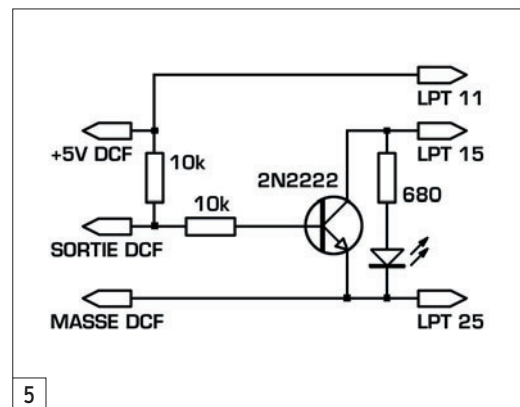 LPT 11
+5V DCF
LPT 15
10k
2N2222
680
10k
SORTIE DCF
MASSE DCF
LPT 25
5